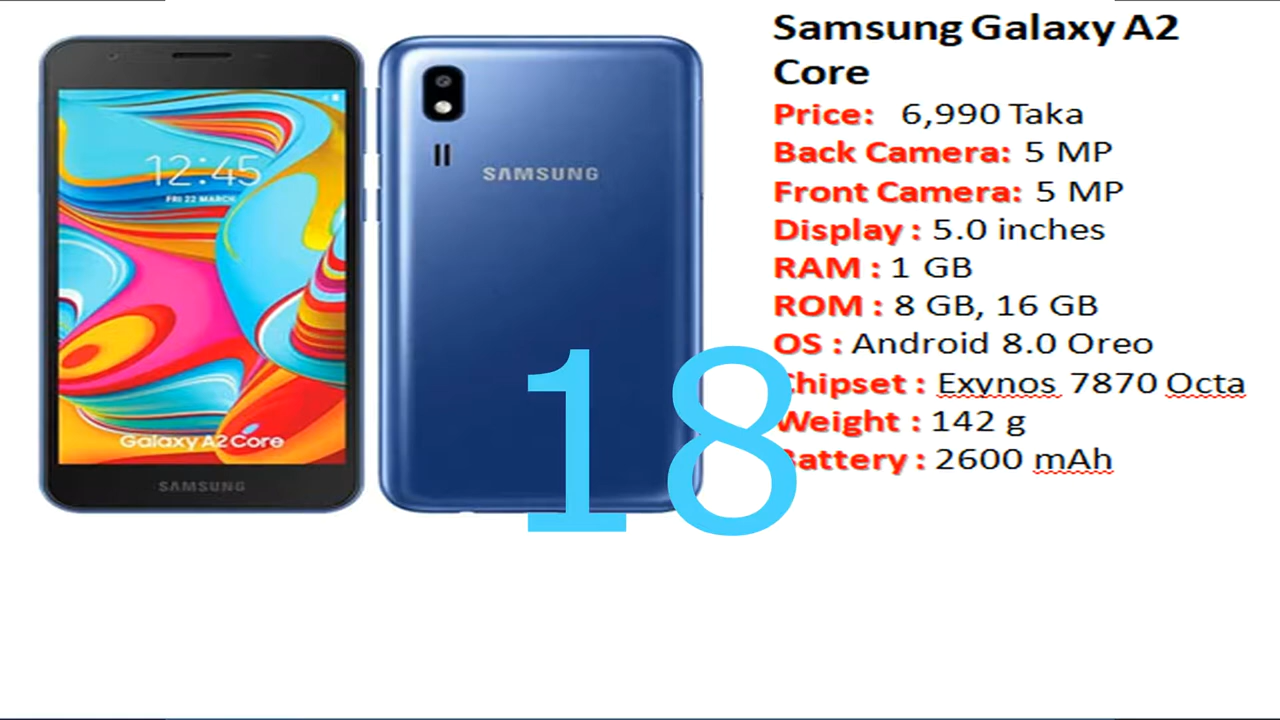 Samsung Galaxy A2
Core
Price: 6,990 Taka
Back Camera: 5 MP
Front Camera: 5 MP
Display : 5.0 inches
RAM : 1 GB
ROM : 8 GB, 16 GB
OS : Android 8.0 Oreo
Chipset : Exynos 7870 Octa
Weight : 142 g
Battery : 2600 mAh
12:45
FRI 22 MARCH
Galaxy A2 Core
SAMSUNG
SAMSUNG
18